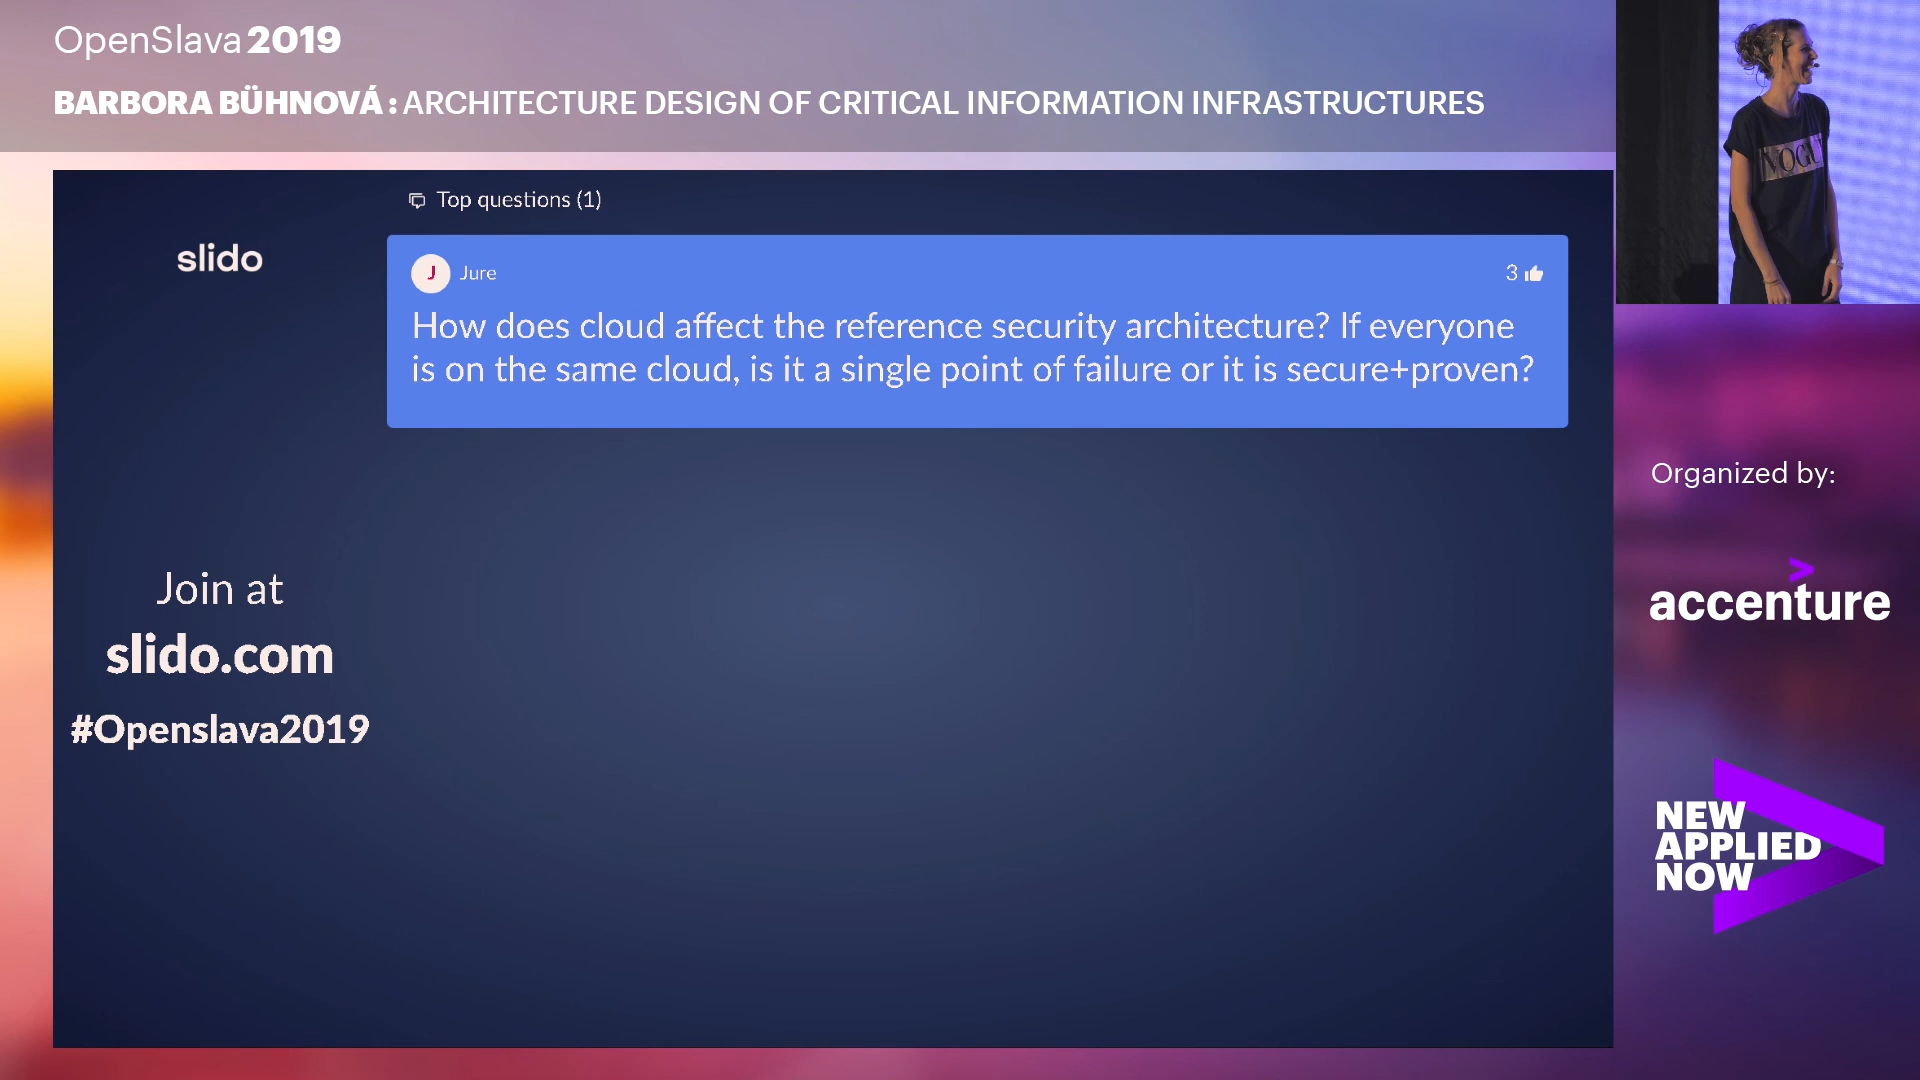 OpenSlava 2019
BARBORA BÜHNOVÁ : ARCHITECTURE DESIGN OF CRITICAL INFORMATION INFRASTRUCTURES
Top questions (1)
slido
J Jure 3
How does cloud affect the reference security architecture? If everyone
is on the same cloud, is it a single point of failure or it is secure+proven?
Join at
slido.com
#Openslava2019
VOGUE
Organized by:
accenture
NEW
APPLIED
NOW